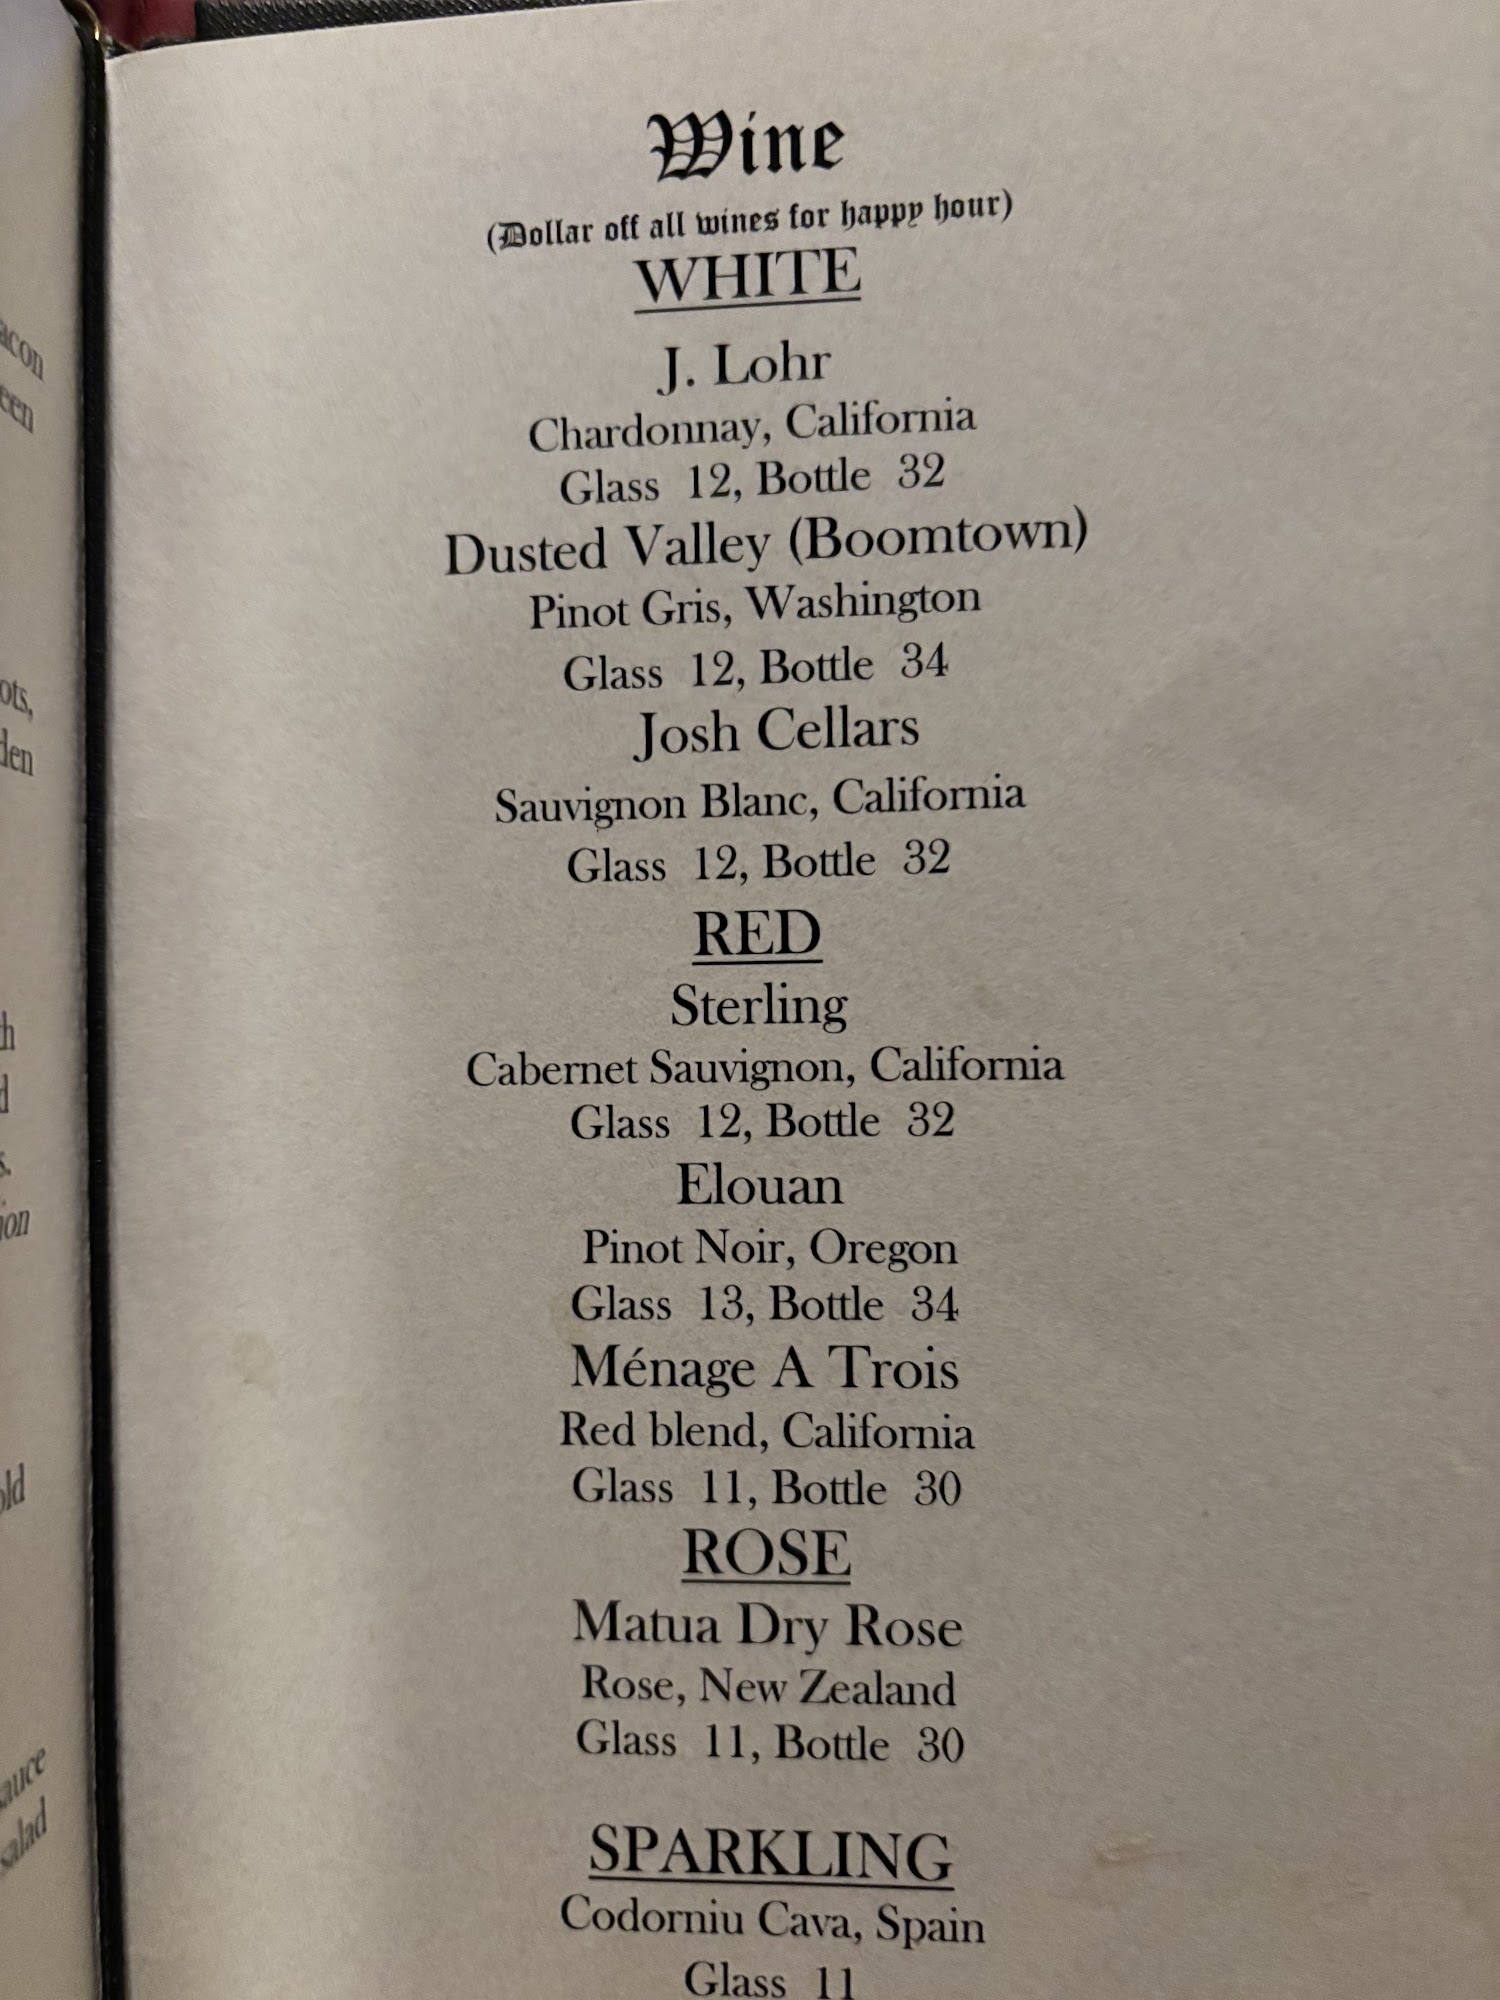 Wine
(Dollar off all wines for happy hour)
WHITE
J. Lohr
Chardonnay, California
Glass 12, Bottle 32
Dusted Valley (Boomtown)
Pinot Gris, Washington
Glass 12, Bottle 34
Josh Cellars
Sauvignon Blanc, California
Glass 12, Bottle 32
RED
Sterling
Cabernet Sauvignon, California
Glass 12, Bottle 32
Elouan
Pinot Noir, Oregon
Glass 13, Bottle 34
Ménage A Trois
Red blend, California
Glass 11, Bottle 30
ROSE
Matua Dry Rose
Rose, New Zealand
Glass 11, Bottle 30
SPARKLING
Codorniu Cava, Spain
Glass 11
salad